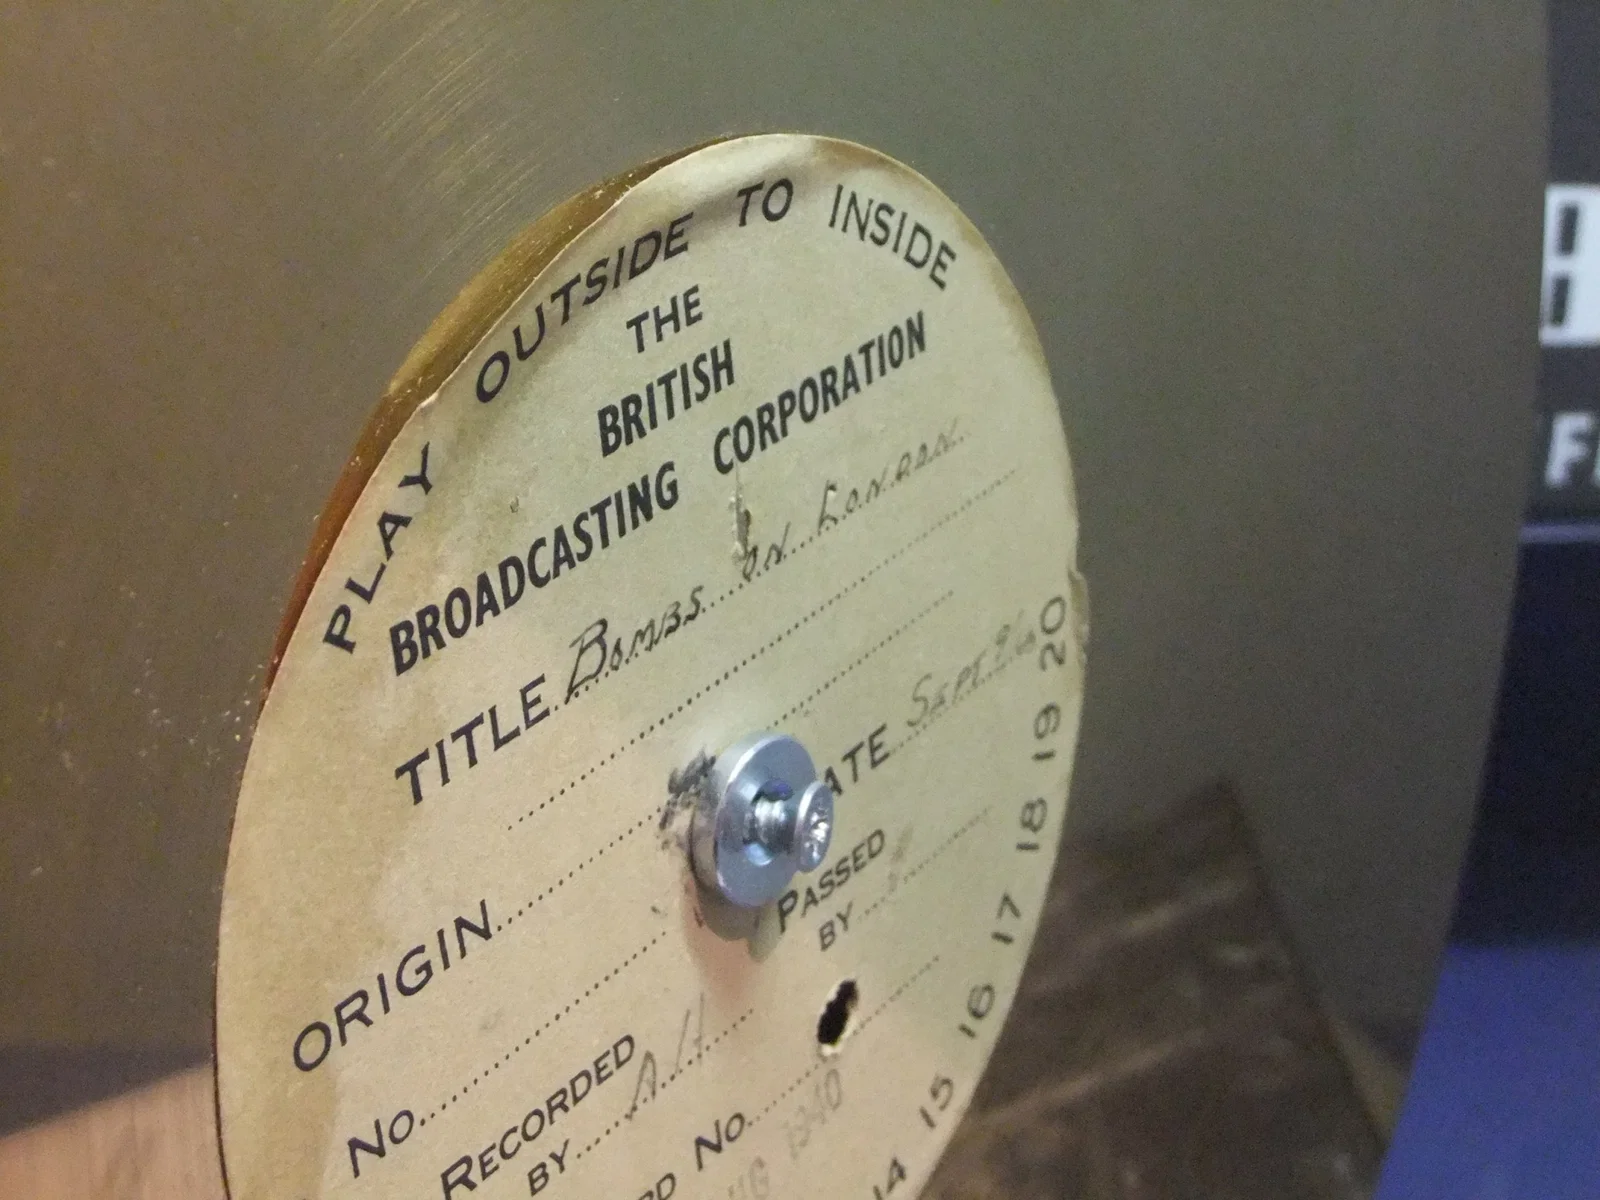 PLAY OUTSIDE TO INSIDE
THE
BRITISH
BROADCASTING CORPORATION
TITLE Bombs on London
DATE Sept
ORIGIN
PASSED
BY
No.
RECORDED
BY
No.
1940
14 15 16 17 18 19 20